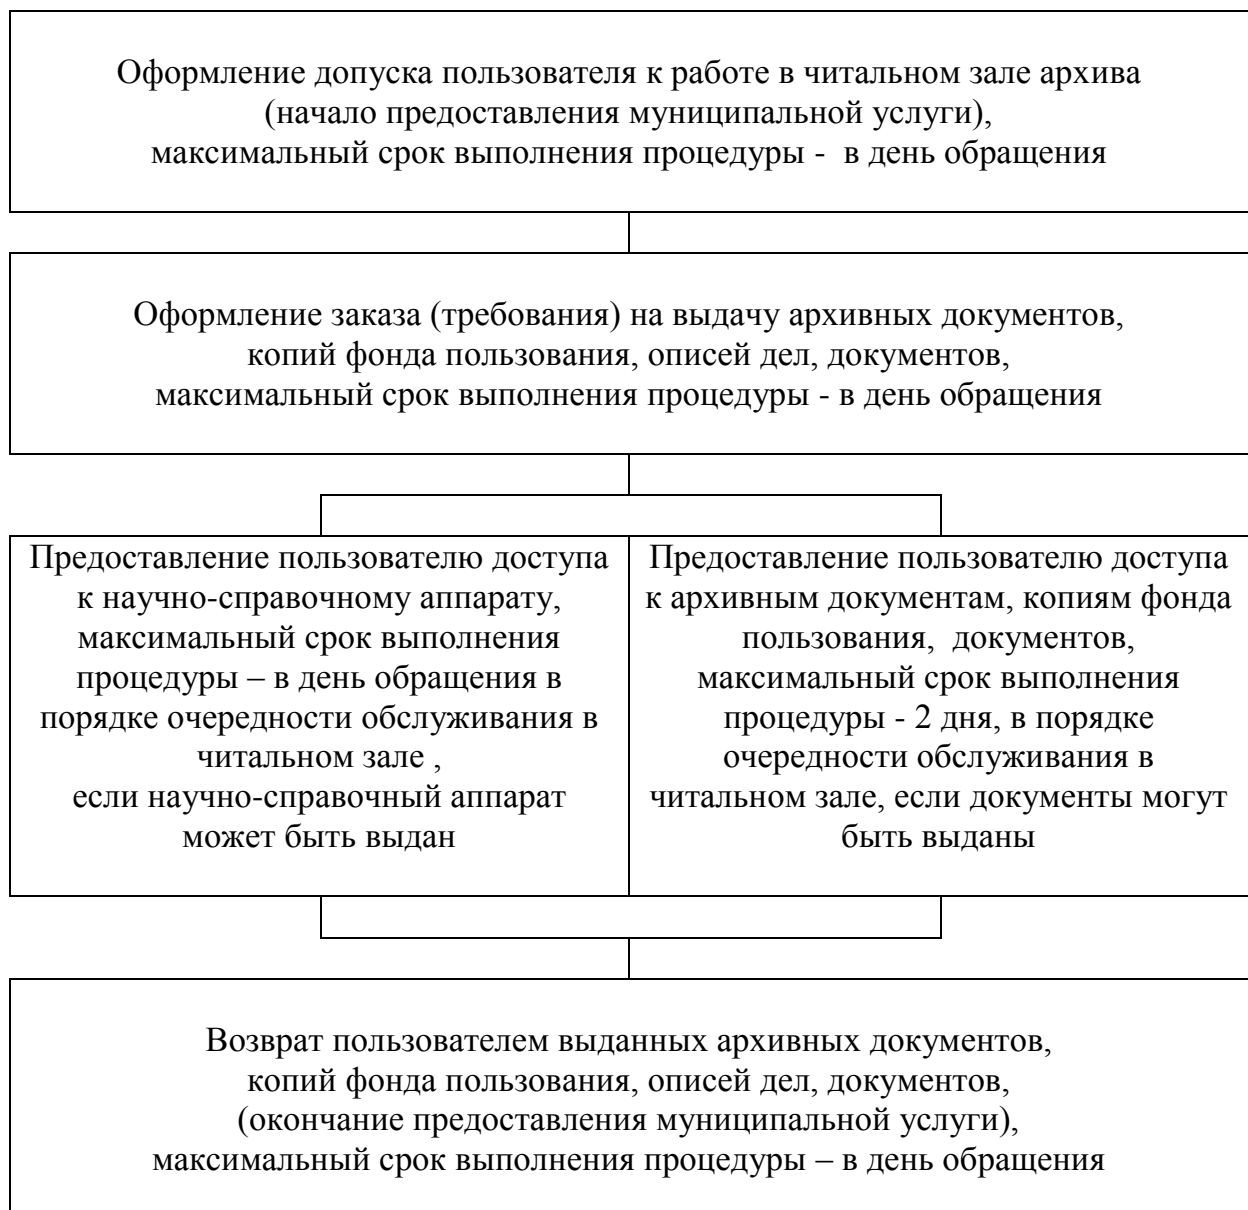 Оформление допуска пользователя к работе в читальном зале архива
(начало предоставления муниципальной услуги),
максимальный срок выполнения процедуры -  в день обращения
Оформление заказа (требования) на выдачу архивных документов,
копий фонда пользования, описей дел, документов,
максимальный срок выполнения процедуры - в день обращения
Предоставление пользователю доступа
к научно-справочному аппарату,
максимальный срок выполнения
процедуры – в день обращения в
порядке очередности обслуживания в
читальном зале ,
если научно-справочный аппарат
может быть выдан
Предоставление пользователю доступа
к архивным документам, копиям фонда
пользования,  документов,
максимальный срок выполнения
процедуры - 2 дня, в порядке
очередности обслуживания в
читальном зале, если документы могут
быть выданы
Возврат пользователем выданных архивных документов,
копий фонда пользования, описей дел, документов,
(окончание предоставления муниципальной услуги),
максимальный срок выполнения процедуры – в день обращения